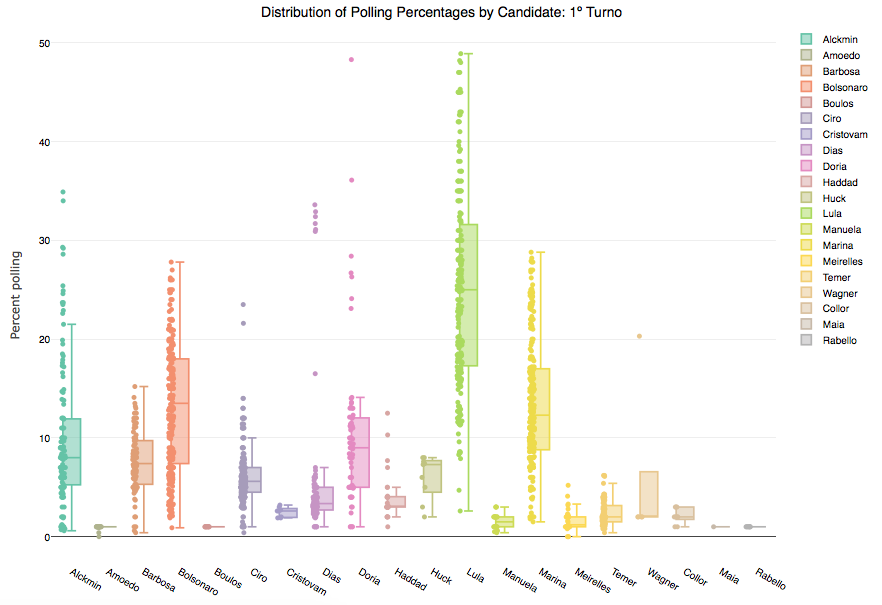 Distribution of Polling Percentages by Candidate: 1º Turno
Percent polling
50
40
30
20
10
0
Alckmin
Amoedo
Barbosa
Bolsonaro
Boulos
Ciro
Cristovam
Dias
Doria
Haddad
Huck
Lula
Manuela
Marina
Meirelles
Temer
Wagner
Collor
Maia
Rabello
Alckmin
Amoedo
Barbosa
Bolsonaro
Boulos
Ciro
Cristovam
Dias
Doria
Haddad
Huck
Lula
Manuela
Marina
Meirelles
Temer
Wagner
Collor
Maia
Rabello